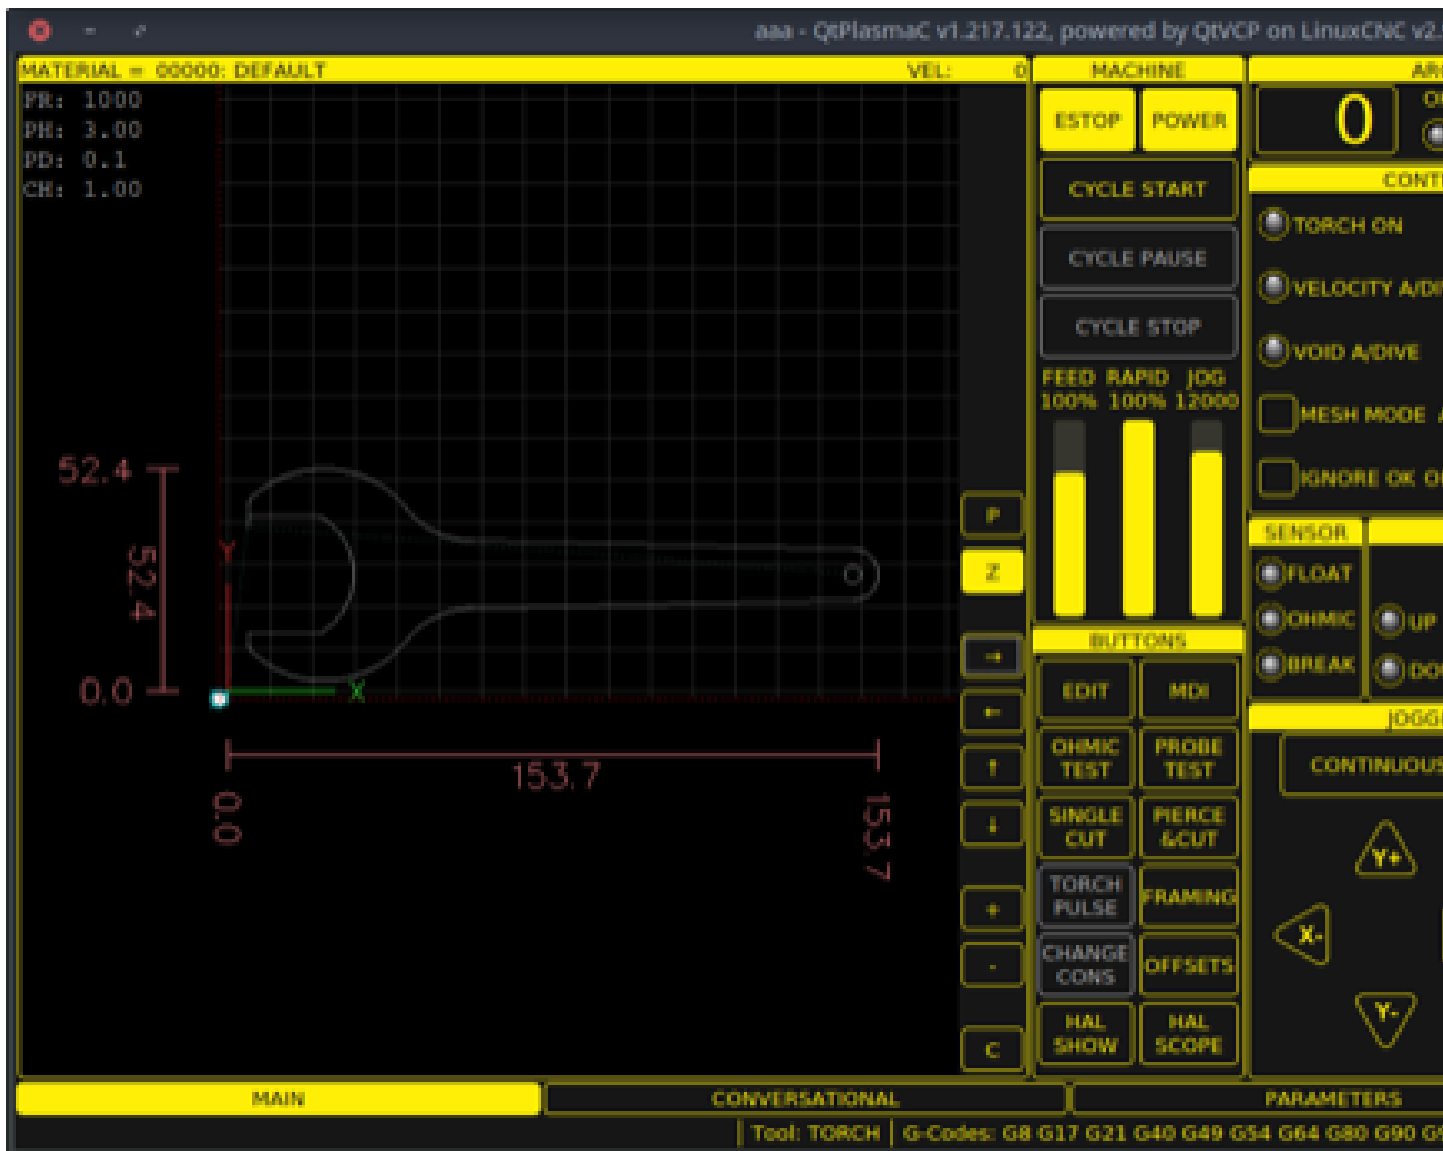 aaa - QtPlasmaC v1.217.122, powered by QtVCP on LinuxCNC v2.
MATERIAL = 00000: DEFAULT VEL: 0
FR: 1000
PH: 3.00
PD: 0.1
CH: 1.00
52.4
52.4
0.0
Y
X
153.7
0.0
153.7
P
Z
→
←
↑
↓
+
-
C
MACHINE
ESTOP POWER
CYCLE START
CYCLE PAUSE
CYCLE STOP
FEED RAPID JOG
100% 100% 12000
BUTTONS
EDIT
MDI
OHMIC
TEST
PROBE
TEST
SINGLE
CUT
PIERCE
&CUT
TORCH
PULSE
FRAMING
CHANGE
CONS
OFFSETS
HAL
SHOW
HAL
SCOPE
0
TORCH ON
VELOCITY A/DI
VOID A/DIVE
MESH MODE
IGNORE OK
SENSOR
FLOAT
OHMIC
BREAK
UP
DO
JOGG
CONTINUOUS
Y+
X-
Y-
MAIN
CONVERSATIONAL
PARAMETERS
Tool: TORCH
G-Codes: G8 G17 G21 G40 G49 G54 G64 G80 G90